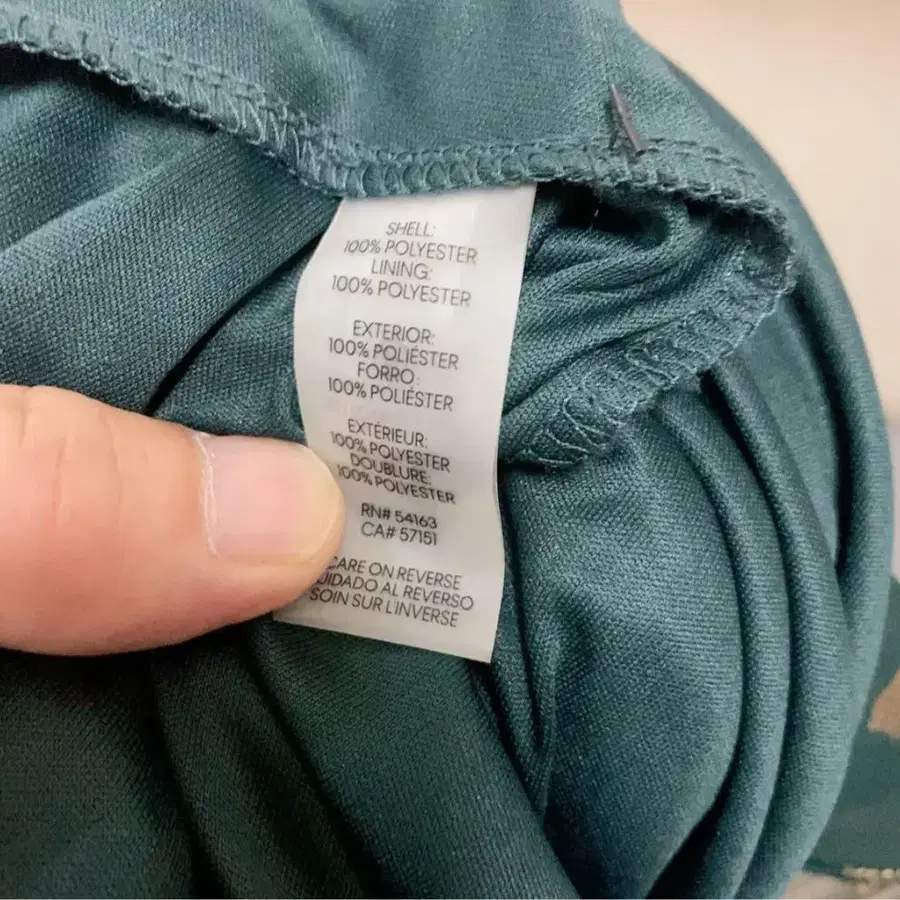 SHELL:
100% POLYESTER
LINING:
100% POLYESTER
EXTERIOR:
100% POLIÉSTER
FORRO:
100% POLIÉSTER
EXTÉRIEUR:
100% POLYESTER
DOUBLURE:
100% POLYESTER
RN# 54163
CA# 57151
CARE ON REVERSE
UIDADO AL REVERSO
SOIN SUR L'INVERSE